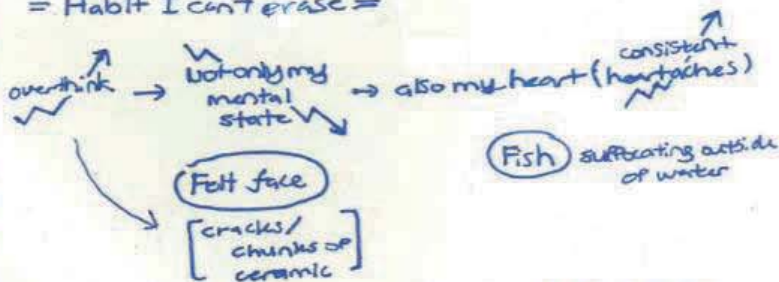 = Habit I can't erase =
overthink → Not only my
mental
state → also my heart (heartaches)
consistent
Fish suffocating outside
of water
Felt face
[cracks/
chunks of
ceramic]